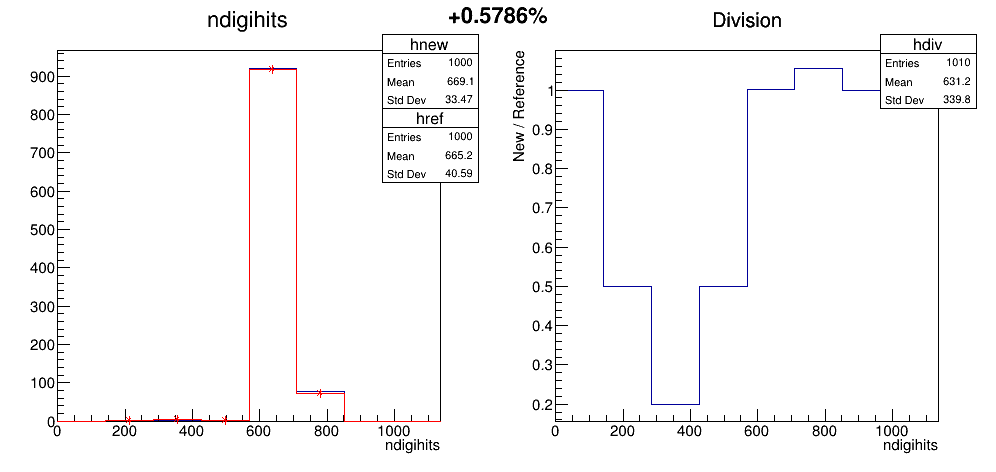 +0.5786%
ndigihits
hnew
Entries 1000
Mean 669.1
Std Dev 33.47
href
Entries 1000
Mean 665.2
Std Dev 40.59
900
800
700
600
500
400
300
200
100
0
0 200 400 600 800 1000
ndigihits
Division
hdiv
Entries 1010
Mean 631.2
Std Dev 339.8
New / Reference
1
0.9
0.8
0.7
0.6
0.5
0.4
0.3
0.2
0 200 400 600 800 1000
ndigihits